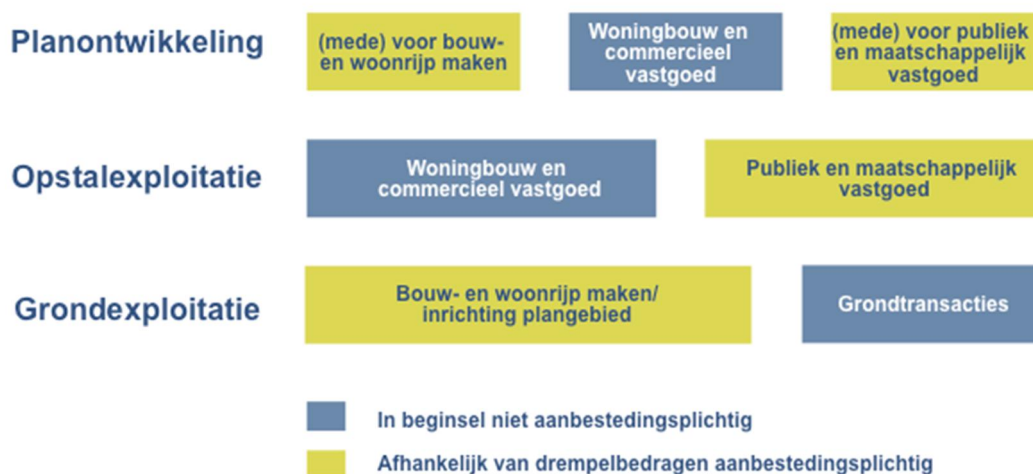 Planontwikkeling
(mede) voor bouw-
en woonrijp maken
Woningbouw en
commercieel
vastgoed
(mede) voor publiek
en maatschappelijk
vastgoed
Opstalexploitatie
Woningbouw en
commercieel vastgoed
Publiek en maatschappelijk
vastgoed
Grondexploitatie
Bouw- en woonrijp maken/
inrichting plangebied
Grondtransacties
In beginsel niet aanbestedingsplichtig
Afhankelijk van drempelbedragen aanbestedingsplichtig